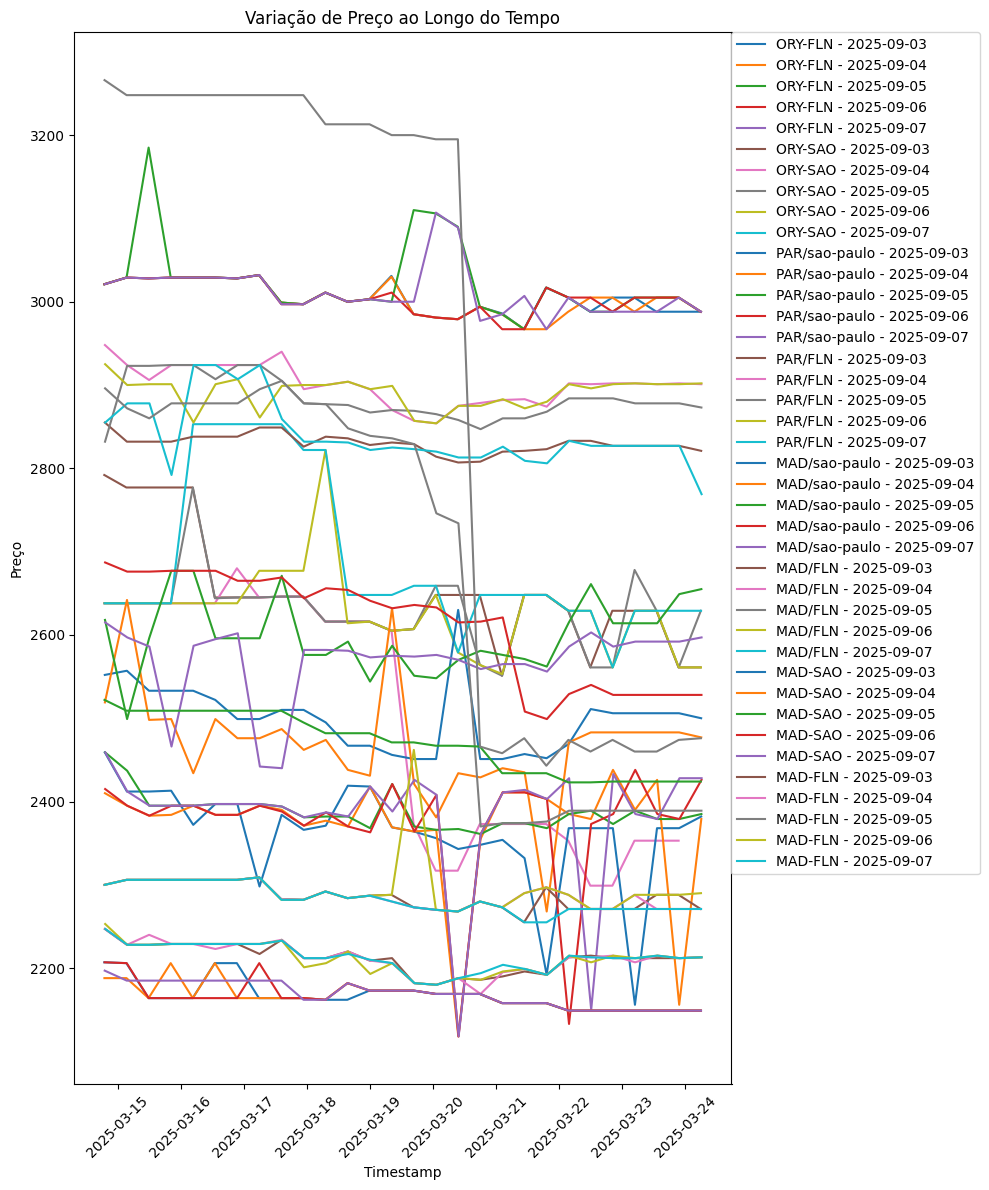 Variação de Preço ao Longo do Tempo
ORY-FLN - 2025-09-03
ORY-FLN - 2025-09-04
ORY-FLN - 2025-09-05
ORY-FLN - 2025-09-06
ORY-FLN - 2025-09-07
ORY-SAO - 2025-09-03
ORY-SAO - 2025-09-04
ORY-SAO - 2025-09-05
ORY-SAO - 2025-09-06
ORY-SAO - 2025-09-07
PAR/sao-paulo - 2025-09-03
PAR/sao-paulo - 2025-09-04
PAR/sao-paulo - 2025-09-05
PAR/sao-paulo - 2025-09-06
PAR/sao-paulo - 2025-09-07
PAR/FLN - 2025-09-03
PAR/FLN - 2025-09-04
PAR/FLN - 2025-09-05
PAR/FLN - 2025-09-06
PAR/FLN - 2025-09-07
MAD/sao-paulo - 2025-09-03
MAD/sao-paulo - 2025-09-04
MAD/sao-paulo - 2025-09-05
MAD/sao-paulo - 2025-09-06
MAD/sao-paulo - 2025-09-07
MAD/FLN - 2025-09-03
MAD/FLN - 2025-09-04
MAD/FLN - 2025-09-05
MAD/FLN - 2025-09-06
MAD/FLN - 2025-09-07
MAD-SAO - 2025-09-03
MAD-SAO - 2025-09-04
MAD-SAO - 2025-09-05
MAD-SAO - 2025-09-06
MAD-SAO - 2025-09-07
MAD-FLN - 2025-09-03
MAD-FLN - 2025-09-04
MAD-FLN - 2025-09-05
MAD-FLN - 2025-09-06
MAD-FLN - 2025-09-07
Preço
3200
3000
2800
2600
2400
2200
2025-03-15
2025-03-16
2025-03-17
2025-03-18
2025-03-19
2025-03-20
2025-03-21
2025-03-22
2025-03-23
2025-03-24
Timestamp